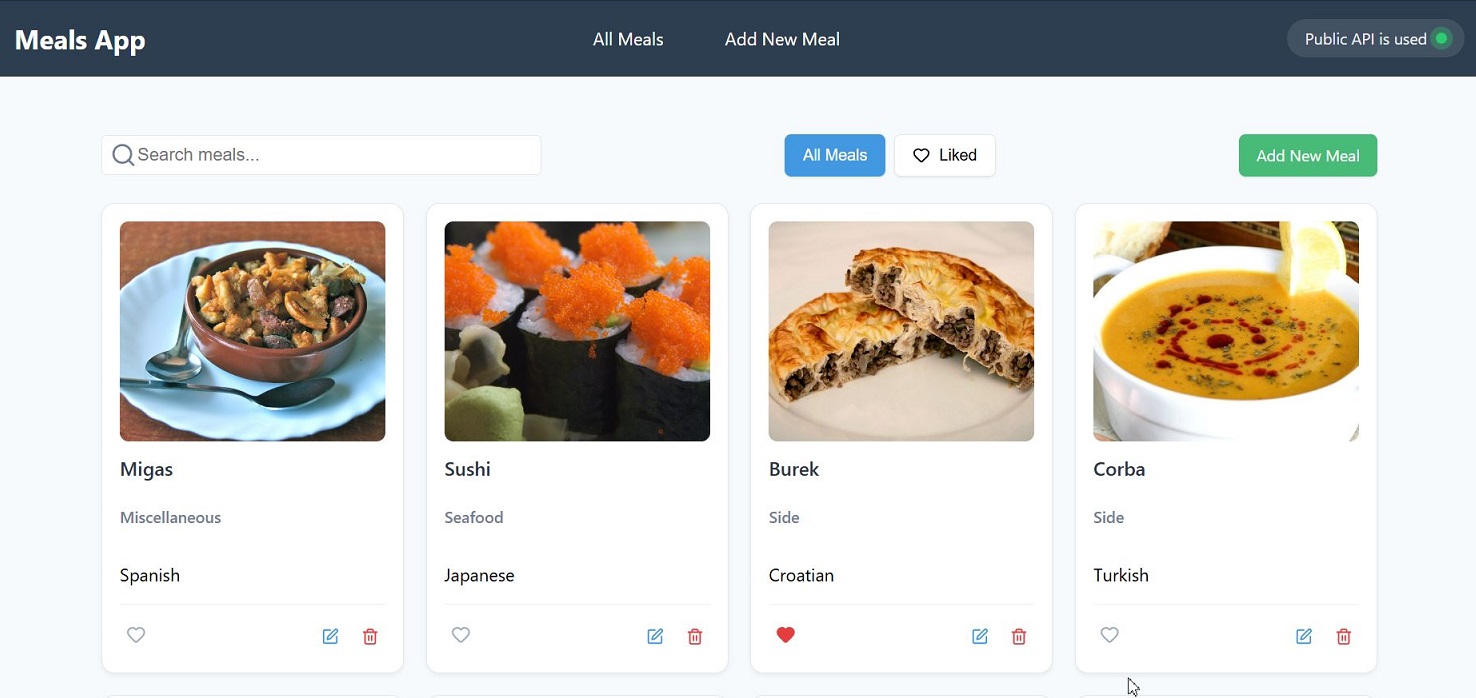 Meals App
All Meals
Add New Meal
Public API is used
Search meals...
All Meals
Liked
Add New Meal
Migas
Miscellaneous
Spanish
Sushi
Seafood
Japanese
Burek
Side
Croatian
Corba
Side
Turkish